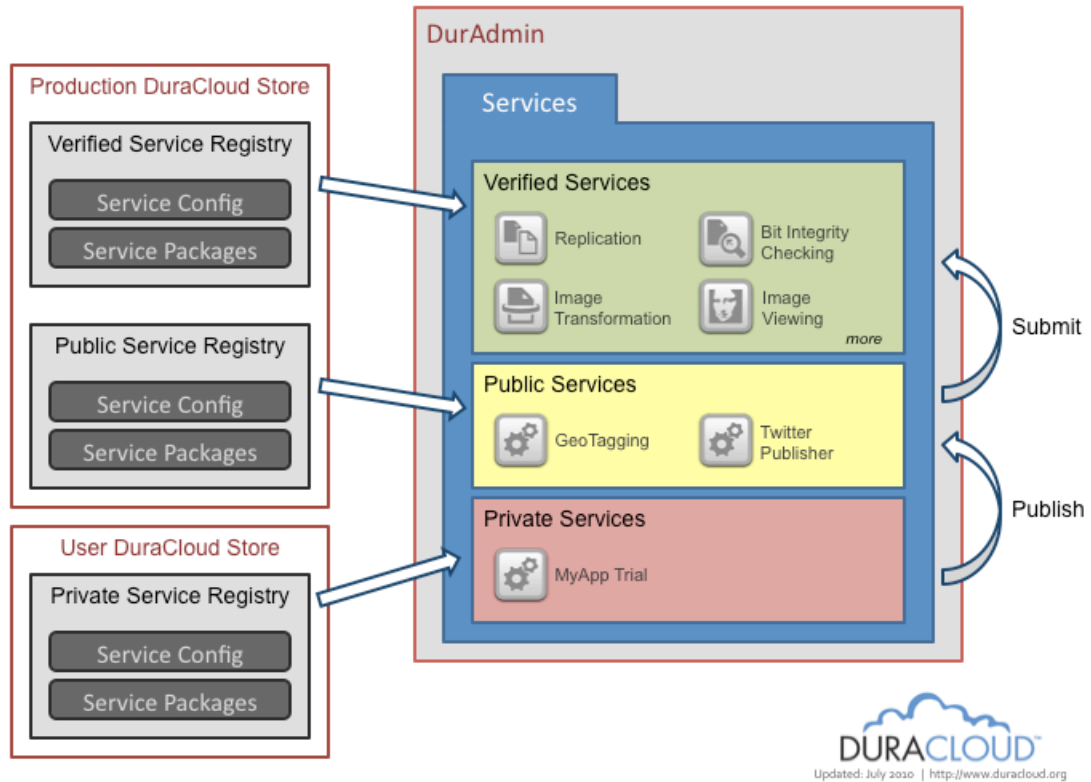 Production DuraCloud Store
Verified Service Registry
Service Config
Service Packages
Public Service Registry
Service Config
Service Packages
User DuraCloud Store
Private Service Registry
Service Config
Service Packages
DurAdmin
Services
Verified Services
Replication
Bit Integrity
Checking
Image
Transformation
Image
Viewing
more
Public Services
GeoTagging
Twitter
Publisher
Private Services
MyApp Trial
Submit
Publish
DURACLOUD™
Updated: July 2010 | http://www.duracloud.org